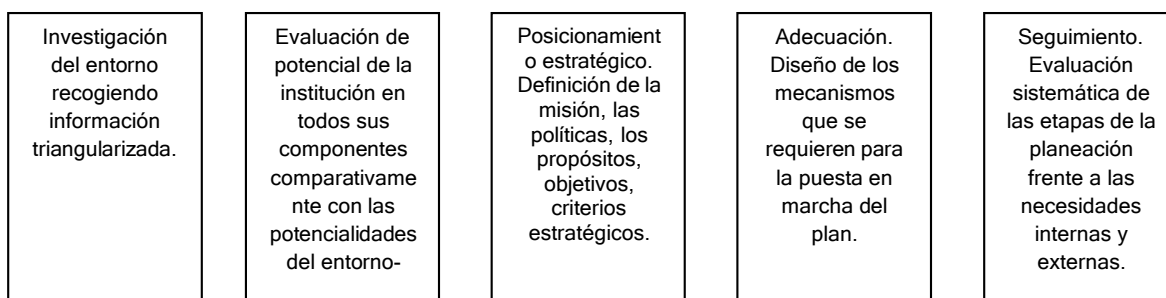 Investigación
del entorno
recogiendo
información
triangularizada.
Evaluación de
potencial de la
institución en
todos sus
componentes
comparativame
nte con las
potencialidades
del entorno-
Posicionamient
o estratégico.
Definición de la
misión, las
políticas, los
propósitos,
objetivos,
criterios
estratégicos.
Adecuación.
Diseño de los
mecanismos
que se
requieren para
la puesta en
marcha del
plan.
Seguimiento.
Evaluación
sistemática de
las etapas de la
planeación
frente a las
necesidades
internas y
externas.